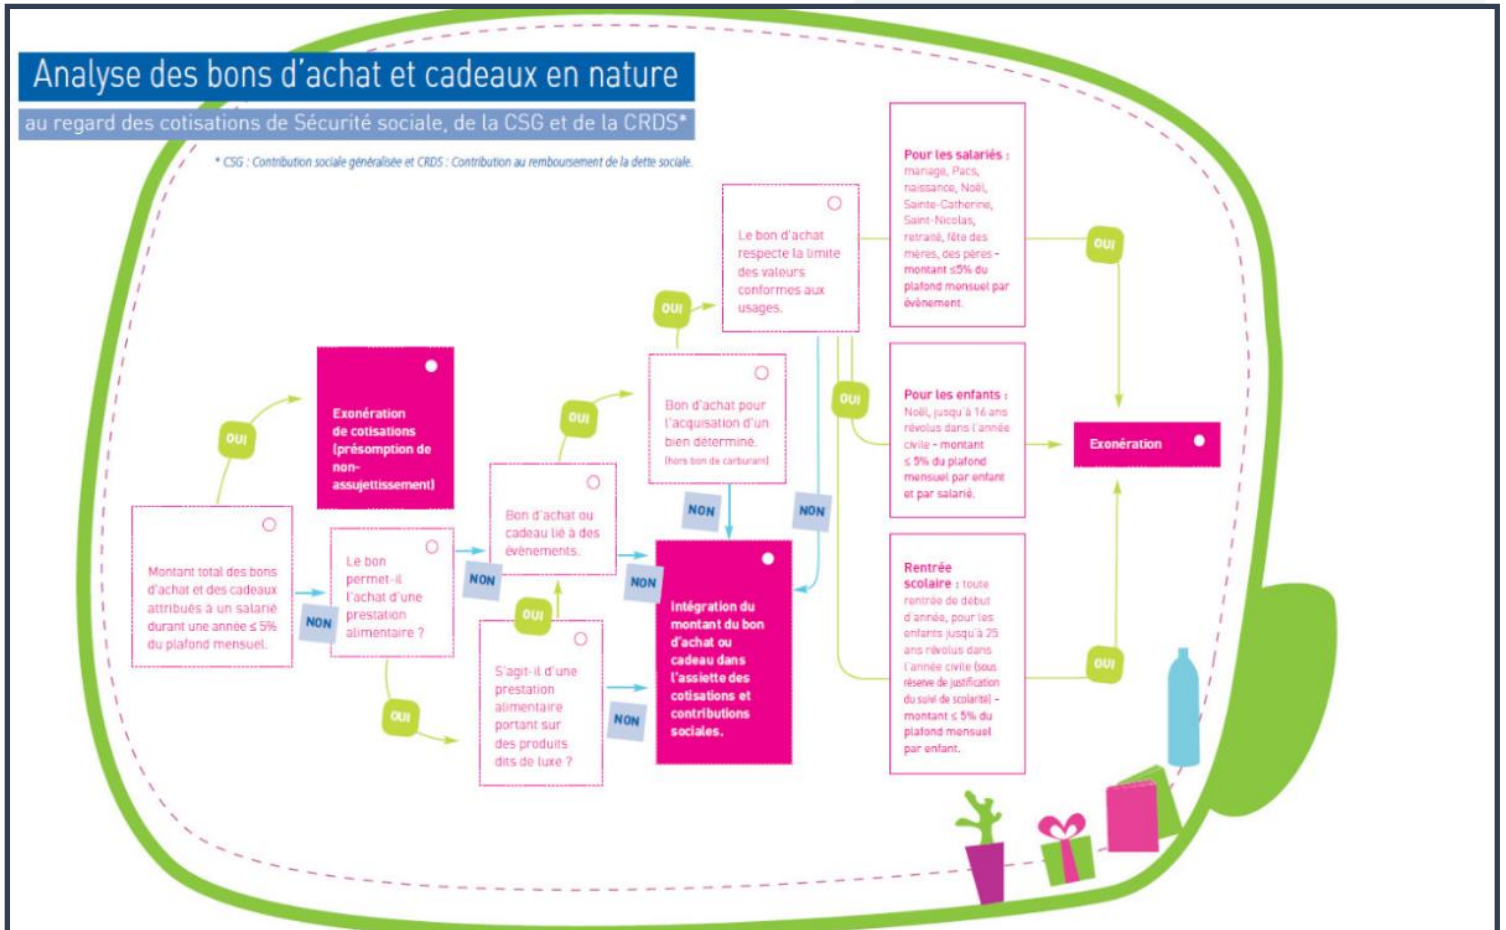 Analyse des bons d'achat et cadeaux en nature
au regard des cotisations de Sécurité sociale, de la CSG et de la CRDS*
* CSG : Contribution sociale généralisée et CRDS : Contribution au remboursement de la dette sociale.
Montant total des bons
d'achat et des cadeaux
attribués à un salarié
durant une année ≤ 5%
du plafond mensuel.
OUI
Exonération
de cotisations
(présomption de
non-
assujettissement)
NON
Le bon
permet-il
l'achat d'une
prestation
alimentaire ?
OUI
NON
S'agit-il d'une
prestation
alimentaire
portant sur
des produits
dits de luxe ?
OUI
NON
Bon d'achat ou
cadeau lié à des
évènements.
OUI
NON
Bon d'achat pour
l'acquisation d'un
bien déterminé.
(hors bon de carburant)
OUI
NON
Le bon d'achat
respecte la limite
des valeurs
conformes aux
usages.
OUI
NON
Intégration du
montant du bon
d'achat ou
cadeau dans
l'assiette des
cotisations et
contributions
sociales.
Pour les salariés :
mariage, Pacs,
naissance, Noël,
Sainte-Catherine,
Saint-Nicolas,
retraité, fête des
mères, des pères –
montant ≤5% du
plafond mensuel par
évènement.
OUI
Pour les enfants :
Noël, jusqu'à 16 ans
révolus dans l'année
civile – montant
≤ 5% du plafond
mensuel par enfant
et par salarié.
Rentrée
scolaire : toute
rentrée de début
d'année, pour les
enfants jusqu'à 25
ans révolus dans
l'année civile (sous
réserve de justification
du suivi de scolarité) –
montant ≤ 5% du
plafond mensuel
par enfant.
OUI
Exonération